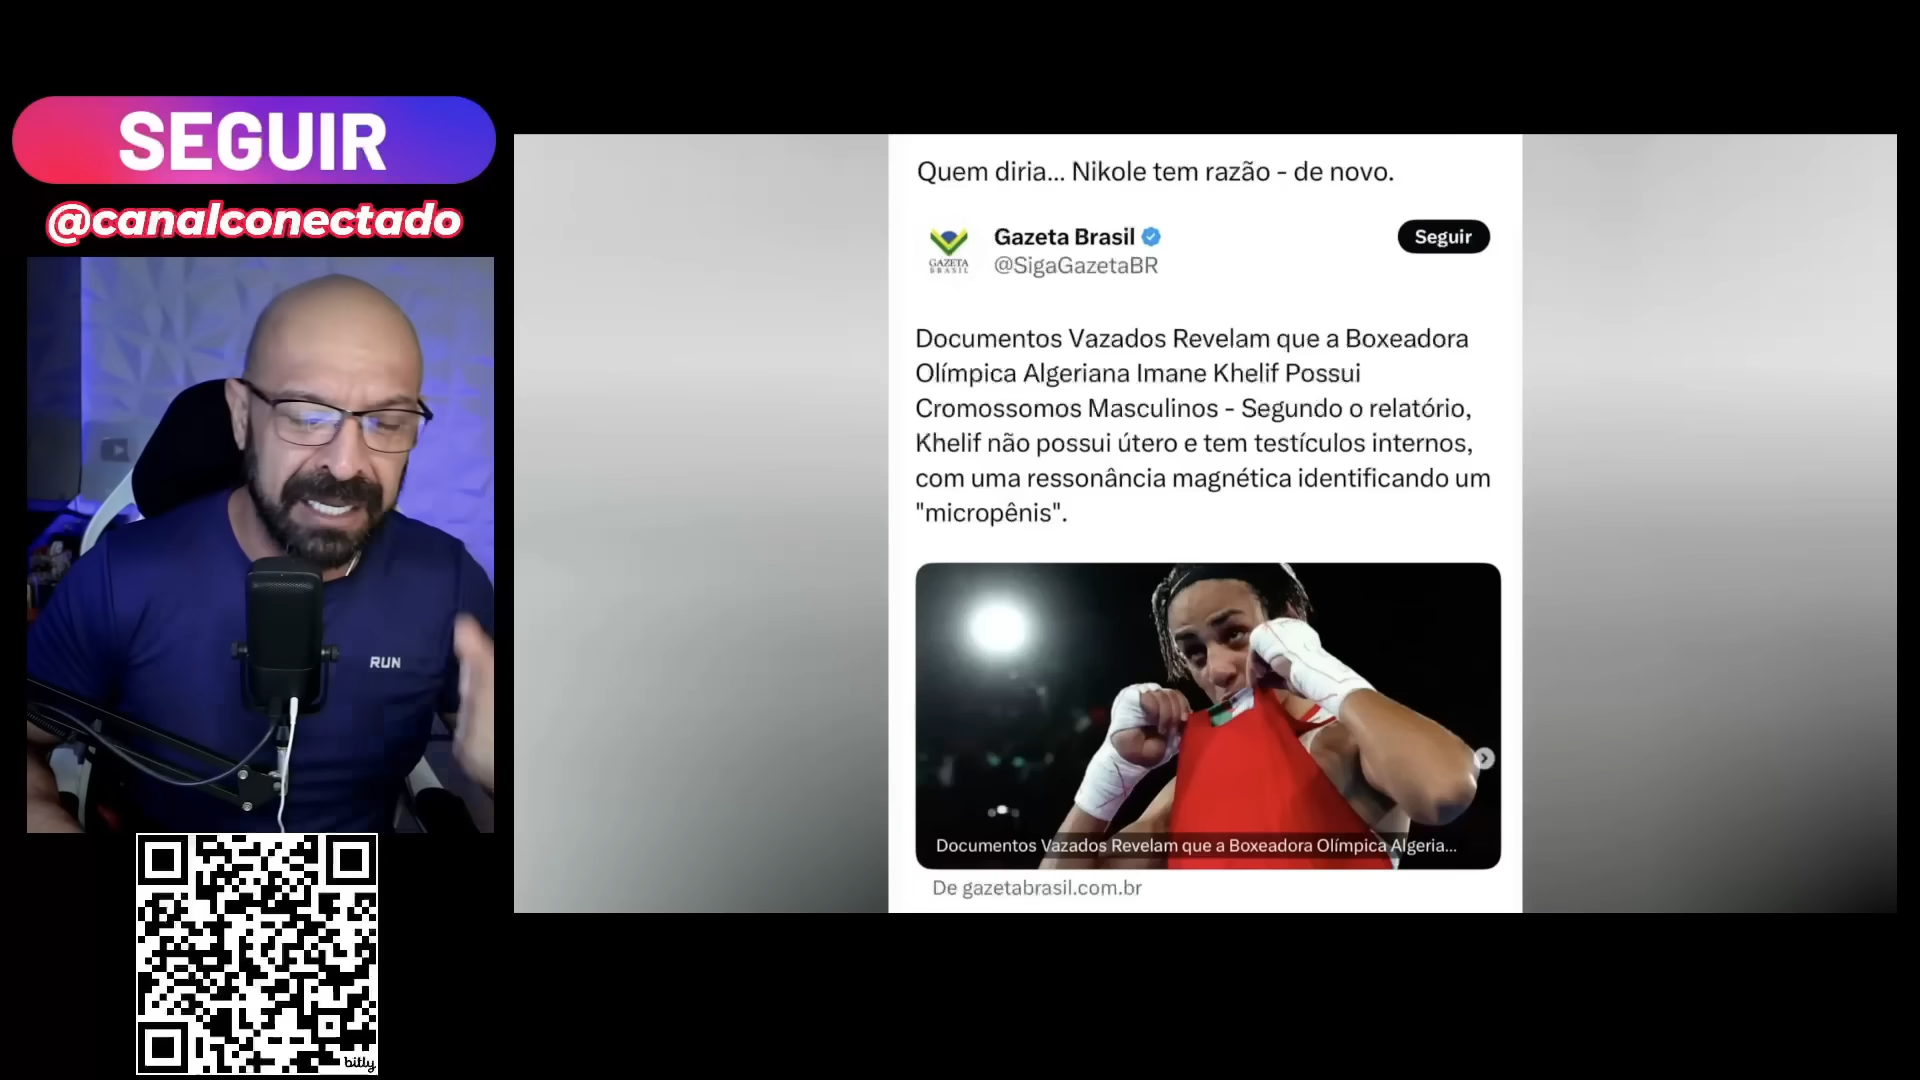 SEGUIR
@canalconectado
RUN
bitly
Quem diria... Nikole tem razão - de novo.
Gazeta Brasil
@SigaGazetaBR
Seguir
GAZETA
BRASIL
Documentos Vazados Revelam que a Boxeadora
Olímpica Algeriana Imane Khelif Possui
Cromossomos Masculinos - Segundo o relatório,
Khelif não possui útero e tem testículos internos,
com uma ressonância magnética identificando um
"micropênis".
Documentos Vazados Revelam que a Boxeadora Olímpica Algeria...
De gazetabrasil.com.br